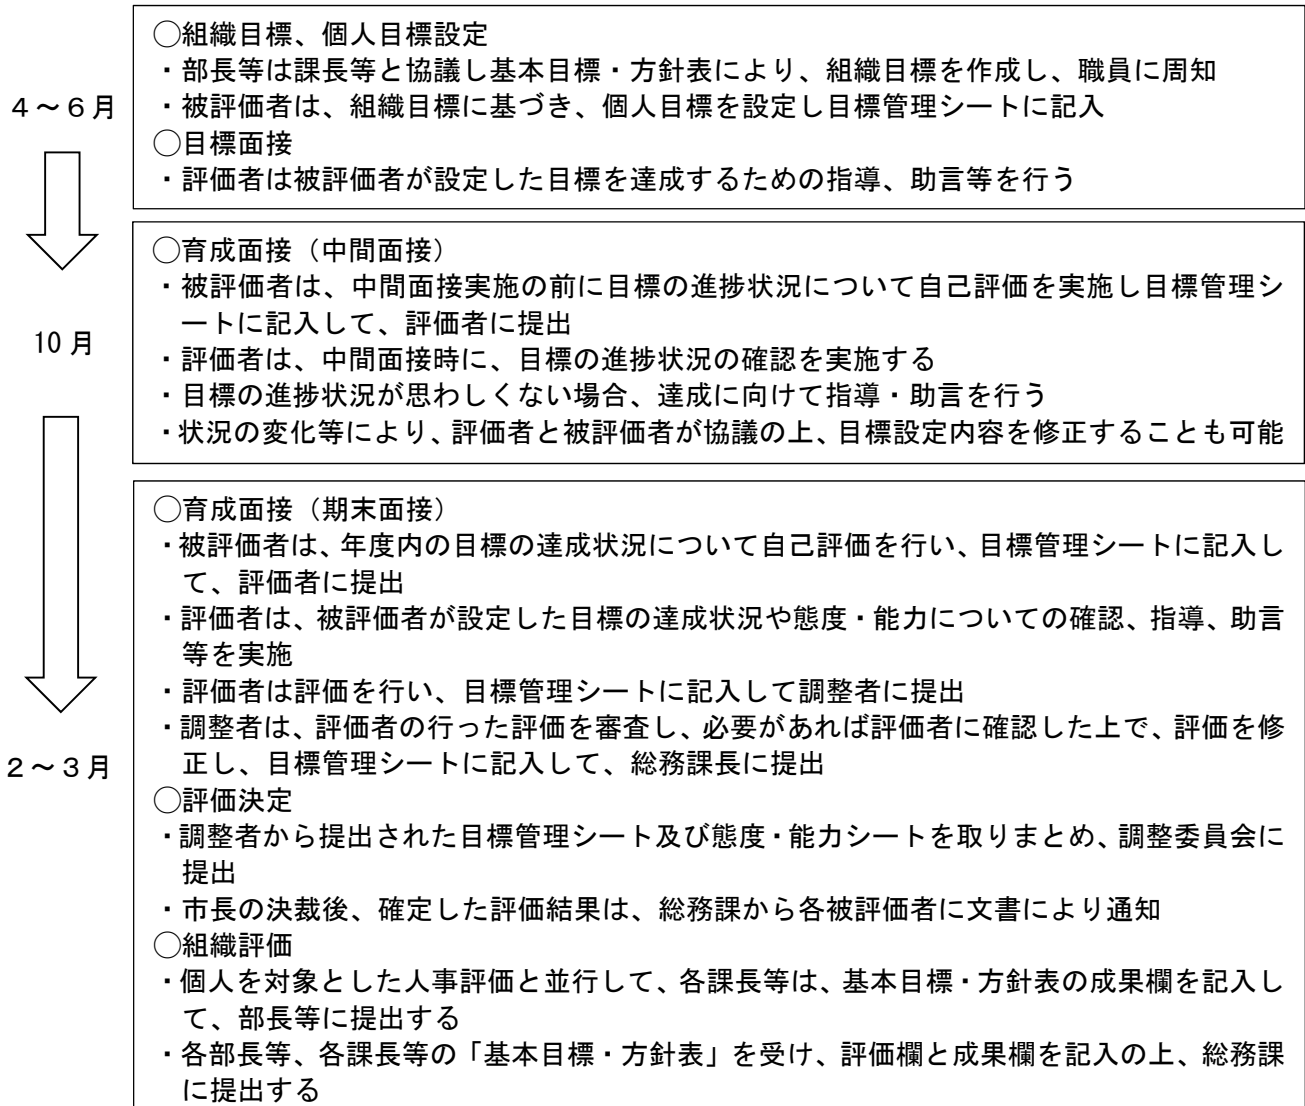 ○組織目標、個人目標設定
・部長等は課長等と協議し基本目標・方針表により、組織目標を作成し、職員に周知
4～6月
・被評価者は、組織目標に基づき、個人目標を設定し目標管理シートに記入
○目標面接
・評価者は被評価者が設定した目標を達成するための指導、助言等を行う
○育成面接（中間面接）
・被評価者は、中間面接実施の前に目標の進捗状況について自己評価を実施し目標管理シ
ートに記入して、評価者に提出
10月
・評価者は、中間面接時に、目標の進捗状況の確認を実施する
・目標の進捗状況が思わしくない場合、達成に向けて指導・助言を行う
・状況の変化等により、評価者と被評価者が協議の上、目標設定内容を修正することも可能
○育成面接（期末面接）
・被評価者は、年度内の目標の達成状況について自己評価を行い、目標管理シートに記入し
て、評価者に提出
・評価者は、被評価者が設定した目標の達成状況や態度・能力についての確認、指導、助言
等を実施
・評価者は評価を行い、目標管理シートに記入して調整者に提出
・調整者は、評価者の行った評価を審査し、必要があれば評価者に確認した上で、評価を修
正し、目標管理シートに記入して、総務課長に提出
2～3月
○評価決定
・調整者から提出された目標管理シート及び態度・能力シートを取りまとめ、調整委員会に
提出
・市長の決裁後、確定した評価結果は、総務課から各被評価者に文書により通知
○組織評価
・個人を対象とした人事評価と並行して、各課長等は、基本目標・方針表の成果欄を記入し
て、部長等に提出する
・各部長等、各課長等の「基本目標・方針表」を受け、評価欄と成果欄を記入の上、総務課
に提出する